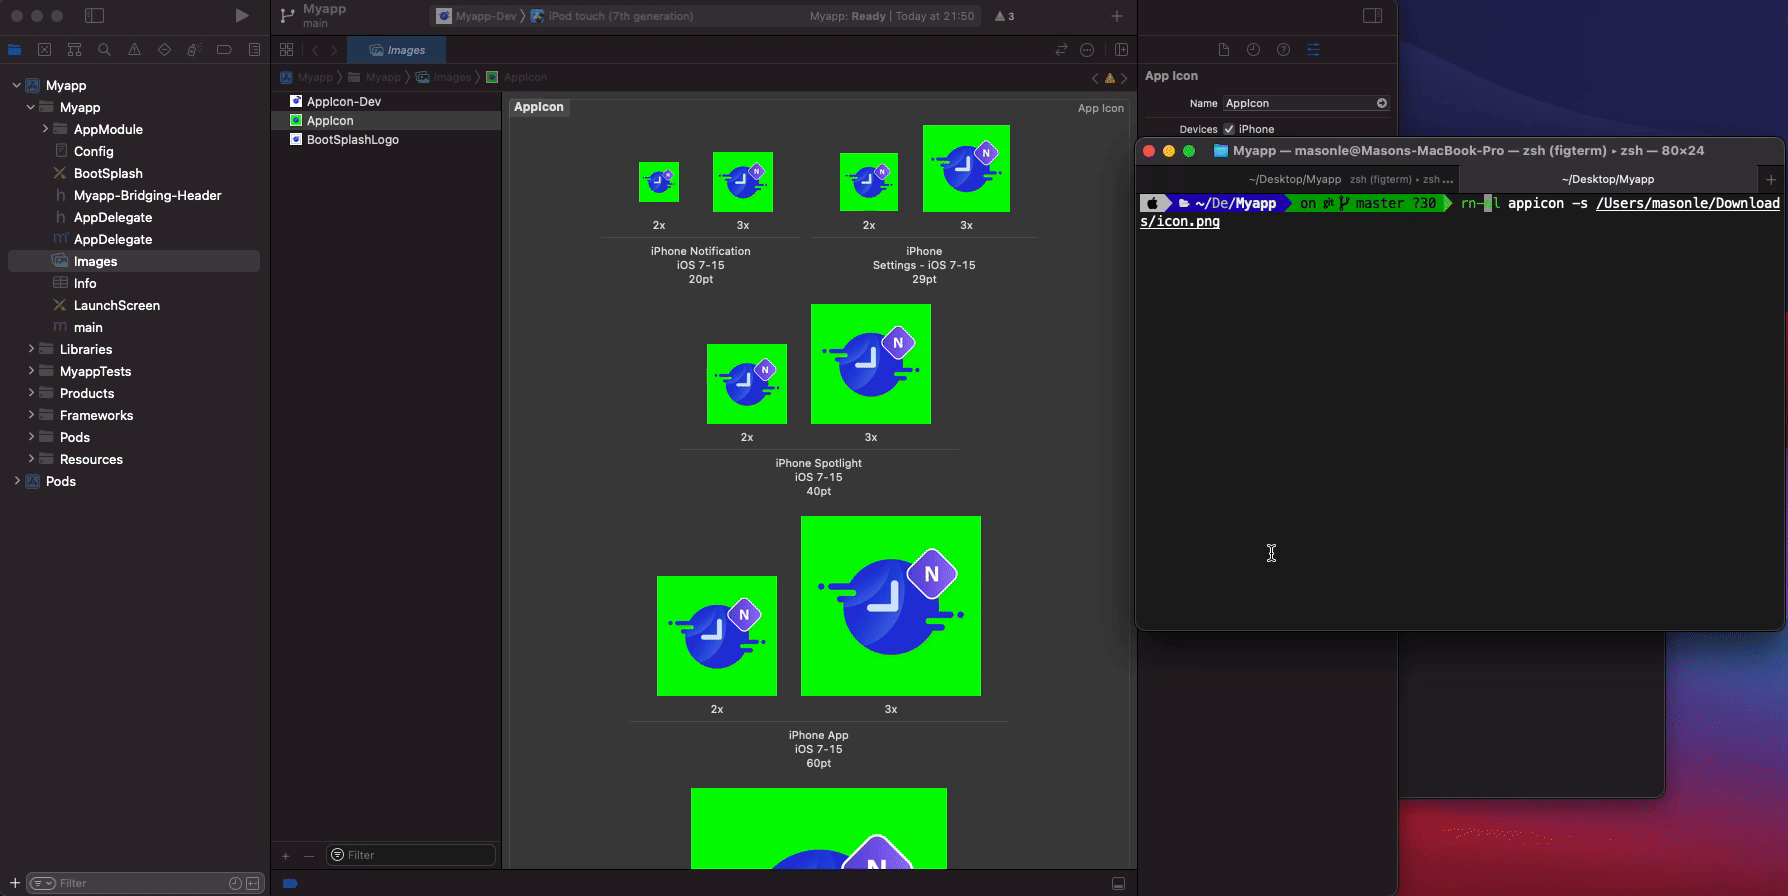 Myapp
main
Myapp-Dev
iPod touch (7th generation)
Myapp: Ready | Today at 21:50
3
Images
Myapp
Myapp
Images
AppIcon
Myapp
Myapp
AppModule
Config
BootSplash
Myapp-Bridging-Header
AppDelegate
AppDelegate
Images
Info
LaunchScreen
main
Libraries
MyappTests
Products
Frameworks
Pods
Resources
Pods
Filter
AppIcon-Dev
AppIcon
BootSplashLogo
Filter
AppIcon
App Icon
2x
3x
iPhone Notification
iOS 7-15
20pt
2x
3x
iPhone
Settings - iOS 7-15
29pt
N
N
2x
3x
iPhone Spotlight
iOS 7-15
40pt
N
N
2x
3x
iPhone App
iOS 7-15
60pt
N
App Icon
Name
AppIcon
Devices
iPhone
Myapp — masonle@Masons-MacBook-Pro — zsh (figterm) ▸ zsh — 80×24
~/Desktop/Myapp zsh (figterm) ▸ zsh ...
~/Desktop/Myapp
~/De/Myapp on git master ?30 appicon -s /Users/masonle/Download
s/icon.png